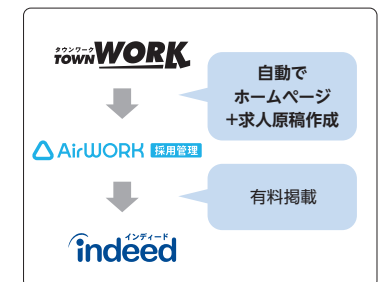 タウンワーク
TOWNWORK
自動で
ホームページ
+求人原稿作成
AirWORK 採用管理
有料掲載
インディード
indeed